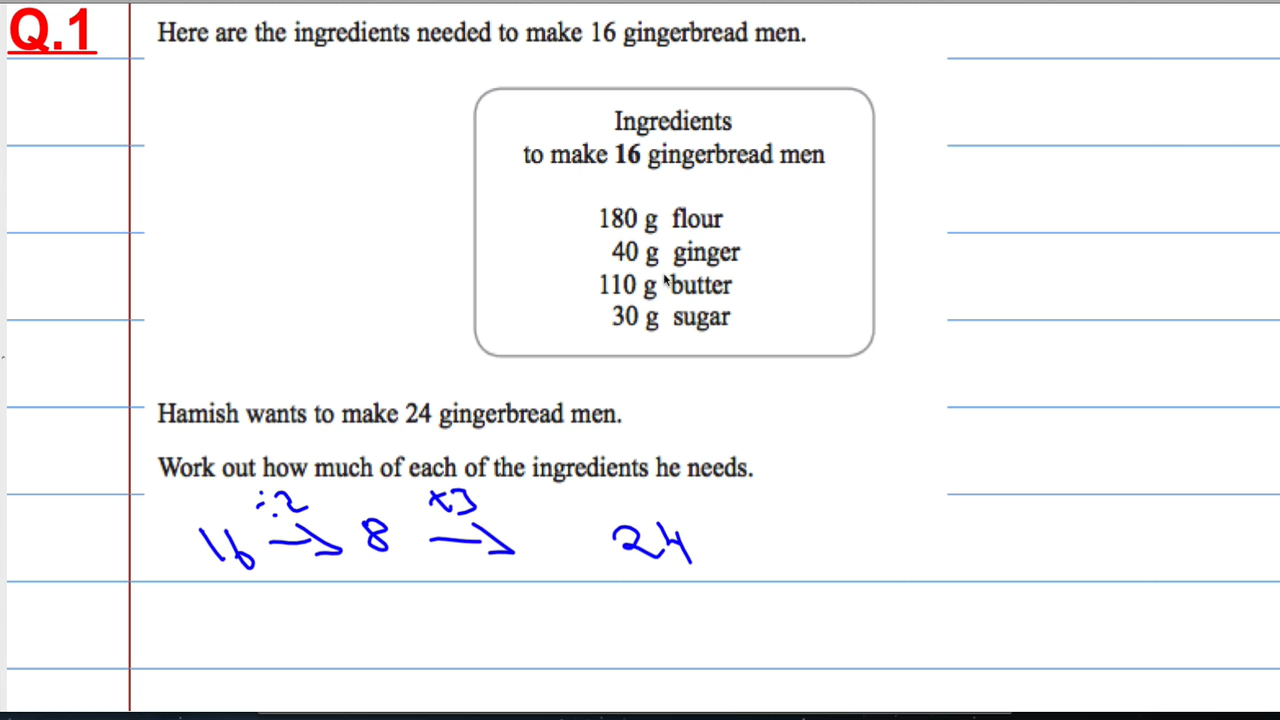 Q.1
Here are the ingredients needed to make 16 gingerbread men.
Ingredients
to make 16 gingerbread men
180 g flour
40 g ginger
110 g butter
30 g sugar
Hamish wants to make 24 gingerbread men.
Work out how much of each of the ingredients he needs.
÷2 ×3
16 → 8 → 24